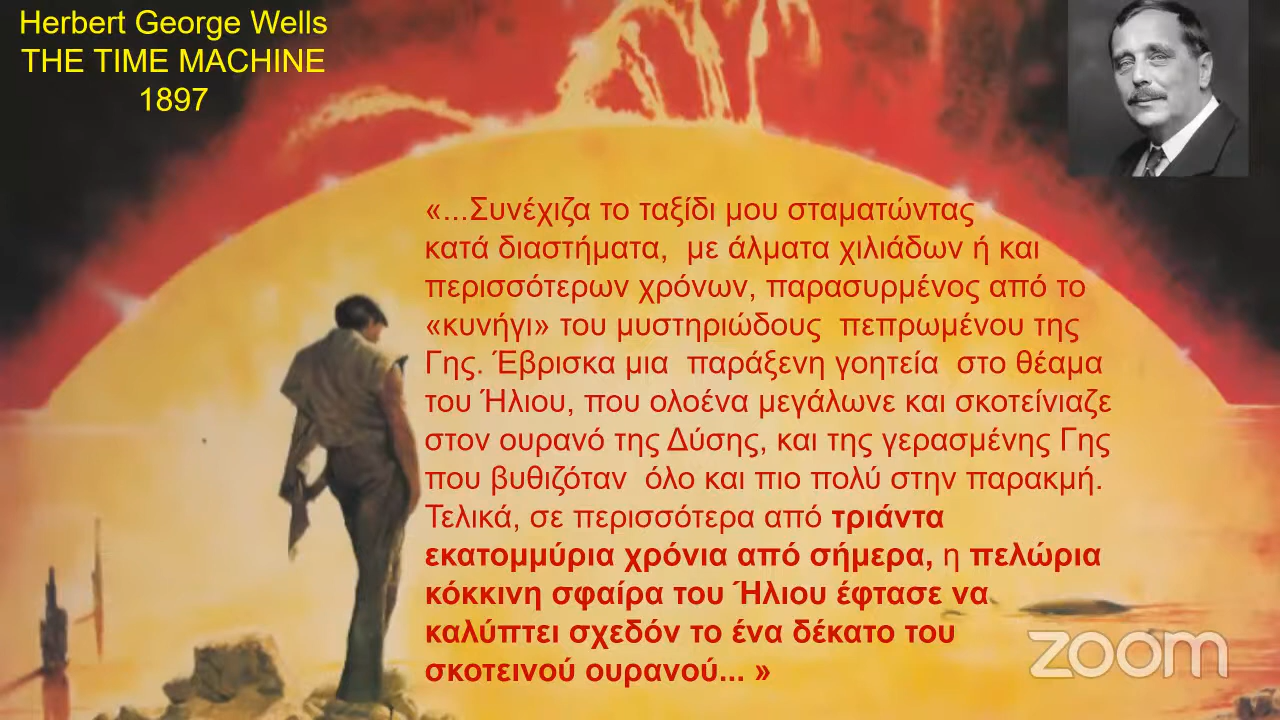 Herbert George Wells
THE TIME MACHINE
1897
«...Συνέχιζα το ταξίδι μου σταματώντας
κατά διαστήματα, με άλματα χιλιάδων ή και
περισσότερων χρόνων, παρασυρμένος από το
«κυνήγι» του μυστηριώδους πεπρωμένου της
Γης. Έβρισκα μια παράξενη γοητεία στο θέαμα
του Ήλιου, που ολοένα μεγάλωνε και σκοτείνιαζε
στον ουρανό της Δύσης, και της γερασμένης Γης
που βυθιζόταν όλο και πιο πολύ στην παρακμή.
Τελικά, σε περισσότερα από τριάντα
εκατομμύρια χρόνια από σήμερα, η πελώρια
κόκκινη σφαίρα του Ήλιου έφτασε να
καλύπτει σχεδόν το ένα δέκατο του
σκοτεινού ουρανού... »
zoom